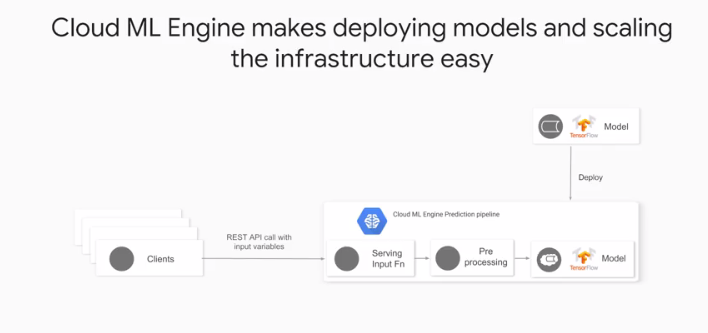 Cloud ML Engine makes deploying models and scaling
the infrastructure easy
TensorFlow
Model
Deploy
Cloud ML Engine Prediction pipeline
REST API call with
input variables
Clients
Serving
Input Fn
Pre
processing
TensorFlow
Model